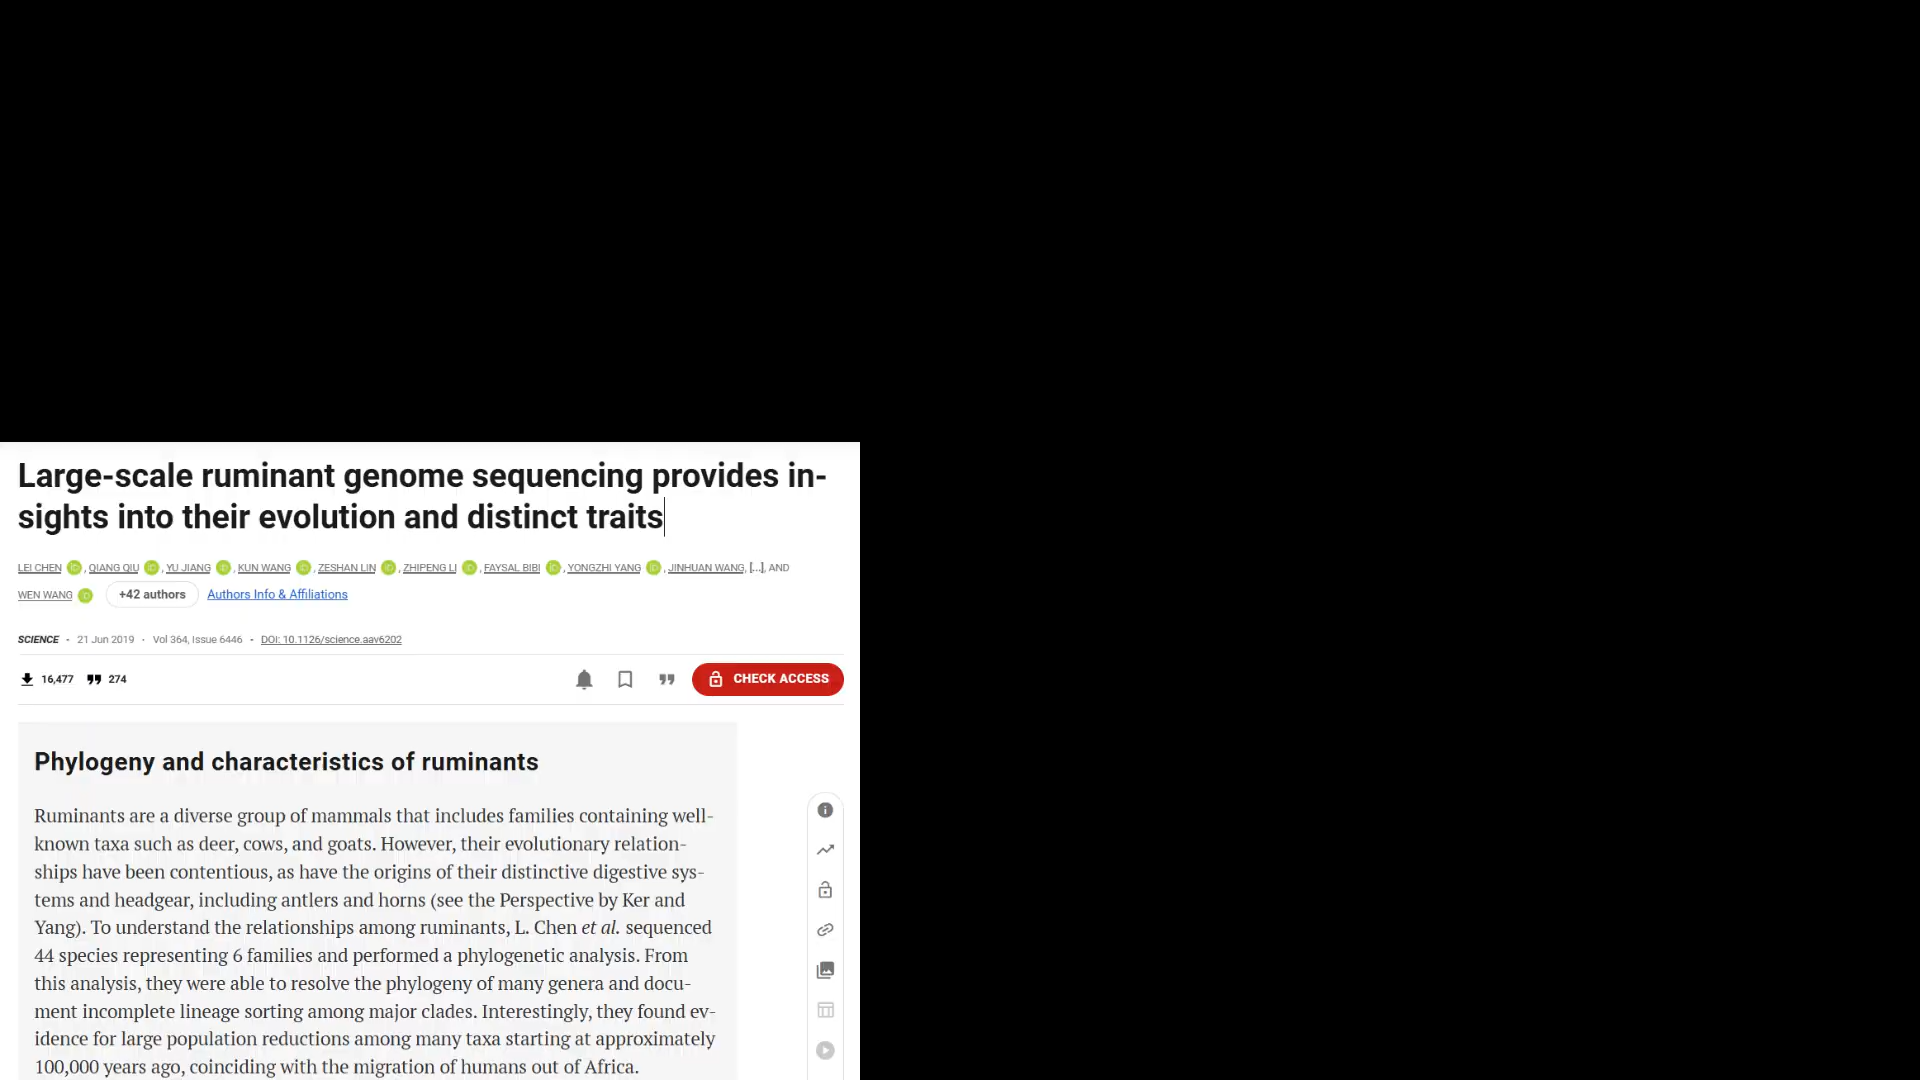 Large-scale ruminant genome sequencing provides in-
sights into their evolution and distinct traits
LEI CHEN, QIANG QIU, YU JIANG, KUN WANG, ZESHAN LIN, ZHIPENG LI, FAYSAL BIBI, YONGZHI YANG, JINHUAN WANG, [...], AND
WEN WANG +42 authors Authors Info & Affiliations
SCIENCE • 21 Jun 2019 • Vol 364, Issue 6446 • DOI: 10.1126/science.aav6202
16,477 274 CHECK ACCESS
Phylogeny and characteristics of ruminants
Ruminants are a diverse group of mammals that includes families containing well-
known taxa such as deer, cows, and goats. However, their evolutionary relation-
ships have been contentious, as have the origins of their distinctive digestive sys-
tems and headgear, including antlers and horns (see the Perspective by Ker and
Yang). To understand the relationships among ruminants, L. Chen et al. sequenced
44 species representing 6 families and performed a phylogenetic analysis. From
this analysis, they were able to resolve the phylogeny of many genera and docu-
ment incomplete lineage sorting among major clades. Interestingly, they found ev-
idence for large population reductions among many taxa starting at approximately
100,000 years ago, coinciding with the migration of humans out of Africa.